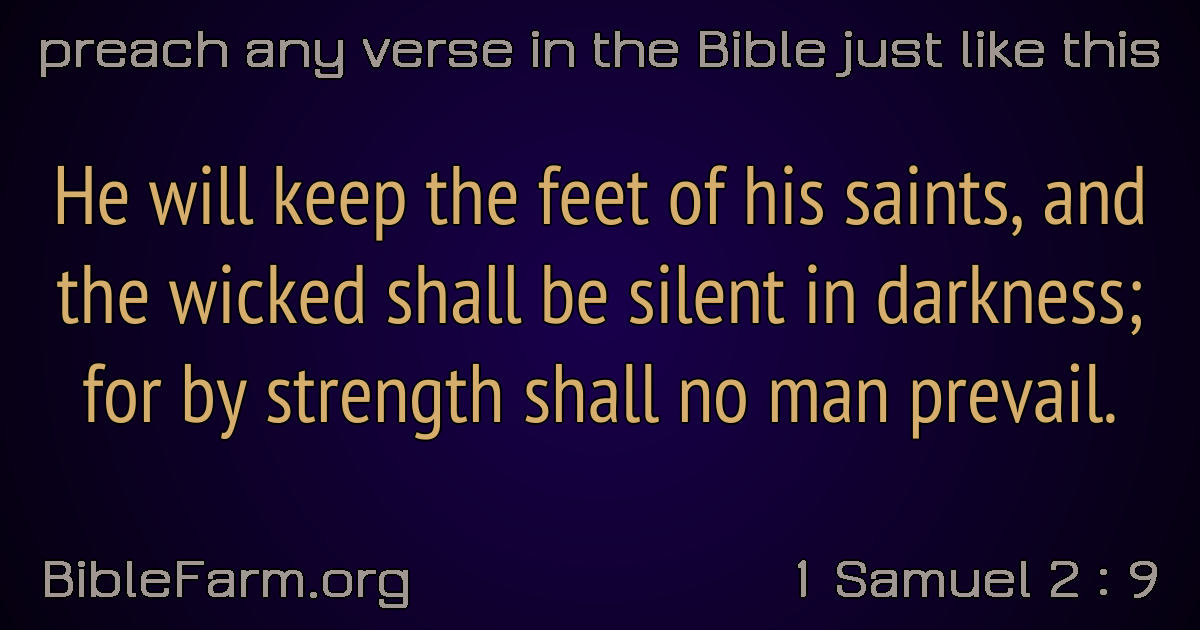 preach any verse in the Bible just like this
He will keep the feet of his saints, and
the wicked shall be silent in darkness;
for by strength shall no man prevail.
BibleFarm.org
1 Samuel 2 : 9